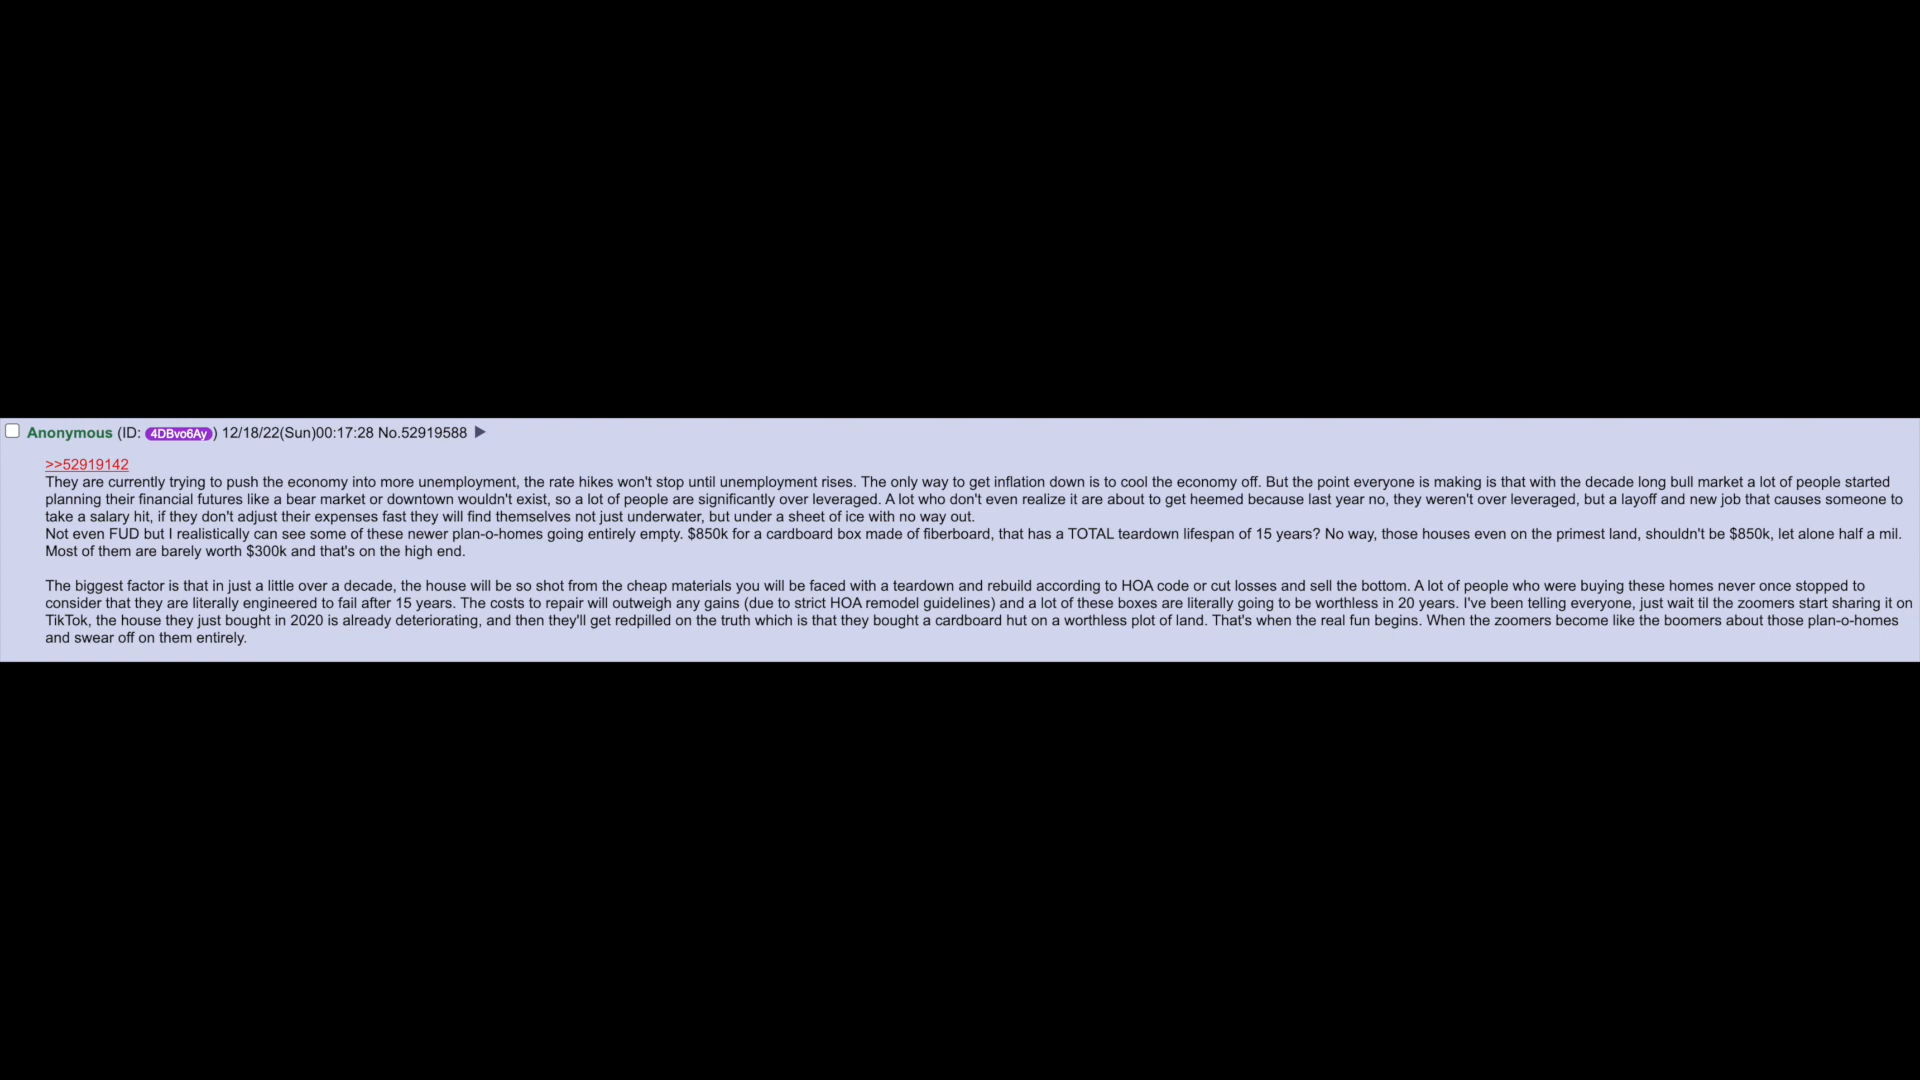 Anonymous (ID: 4DBvo6Ay) 12/18/22(Sun)00:17:28 No.52919588 ▶
>>52919142
They are currently trying to push the economy into more unemployment, the rate hikes won't stop until unemployment rises. The only way to get inflation down is to cool the economy off. But the point everyone is making is that with the decade long bull market a lot of people started
planning their financial futures like a bear market or downtown wouldn't exist, so a lot of people are significantly over leveraged. A lot who don't even realize it are about to get heemed because last year no, they weren't over leveraged, but a layoff and new job that causes someone to
take a salary hit, if they don't adjust their expenses fast they will find themselves not just underwater, but under a sheet of ice with no way out.
Not even FUD but I realistically can see some of these newer plan-o-homes going entirely empty. $850k for a cardboard box made of fiberboard, that has a TOTAL teardown lifespan of 15 years? No way, those houses even on the primest land, shouldn't be $850k, let alone half a mil.
Most of them are barely worth $300k and that's on the high end.
The biggest factor is that in just a little over a decade, the house will be so shot from the cheap materials you will be faced with a teardown and rebuild according to HOA code or cut losses and sell the bottom. A lot of people who were buying these homes never once stopped to
consider that they are literally engineered to fail after 15 years. The costs to repair will outweigh any gains (due to strict HOA remodel guidelines) and a lot of these boxes are literally going to be worthless in 20 years. I've been telling everyone, just wait til the zoomers start sharing it on
TikTok, the house they just bought in 2020 is already deteriorating, and then they'll get redpilled on the truth which is that they bought a cardboard hut on a worthless plot of land. That's when the real fun begins. When the zoomers become like the boomers about those plan-o-homes
and swear off on them entirely.